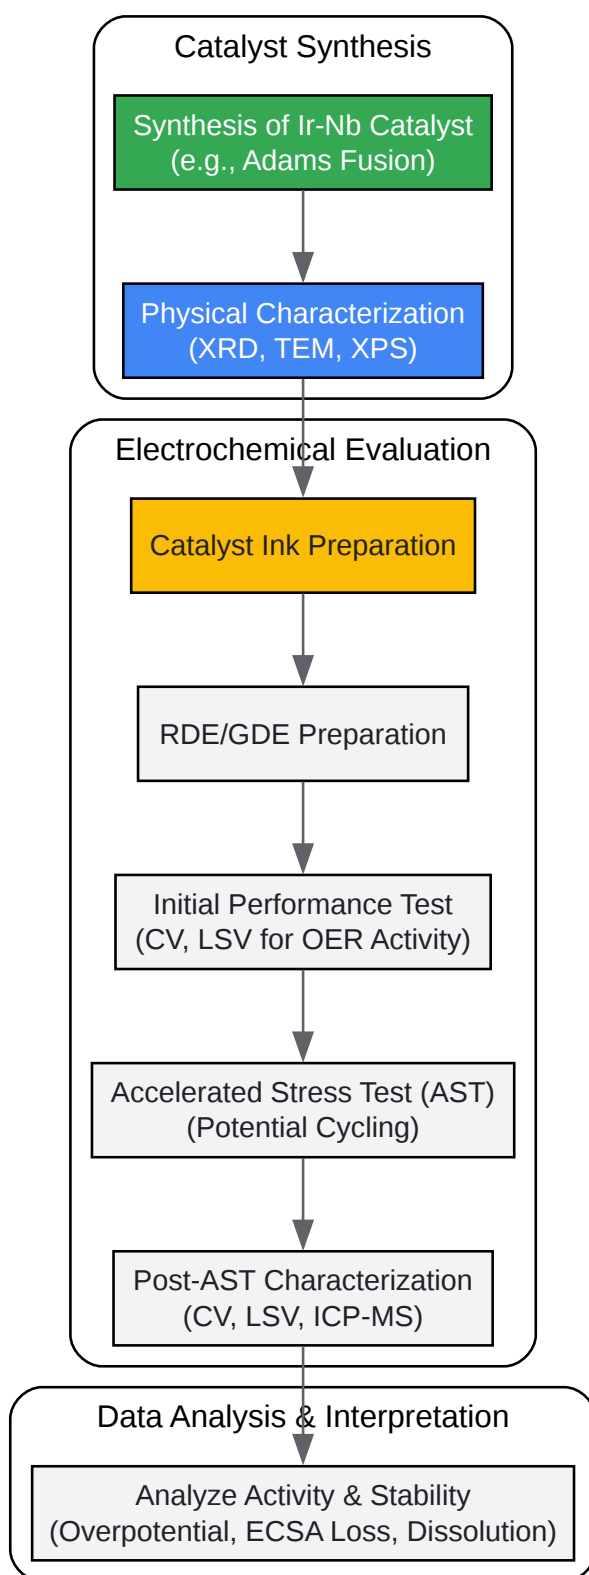 Catalyst Synthesis
Synthesis of Ir-Nb Catalyst
(e.g., Adams Fusion)
Physical Characterization
(XRD, TEM, XPS)
Electrochemical Evaluation
Catalyst Ink Preparation
RDE/GDE Preparation
Initial Performance Test
(CV, LSV for OER Activity)
Accelerated Stress Test (AST)
(Potential Cycling)
Post-AST Characterization
(CV, LSV, ICP-MS)
Data Analysis & Interpretation
Analyze Activity & Stability
(Overpotential, ECSA Loss, Dissolution)